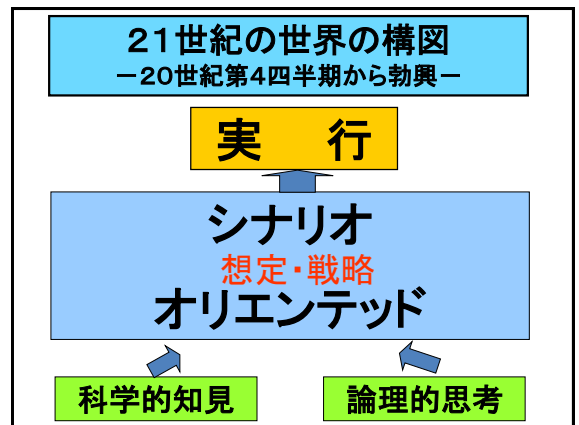 21世紀の世界の構図
－20世紀第4四半期から勃興－
実　行
シナリオ
想定・戦略
オリエンテッド
科学的知見
論理的思考